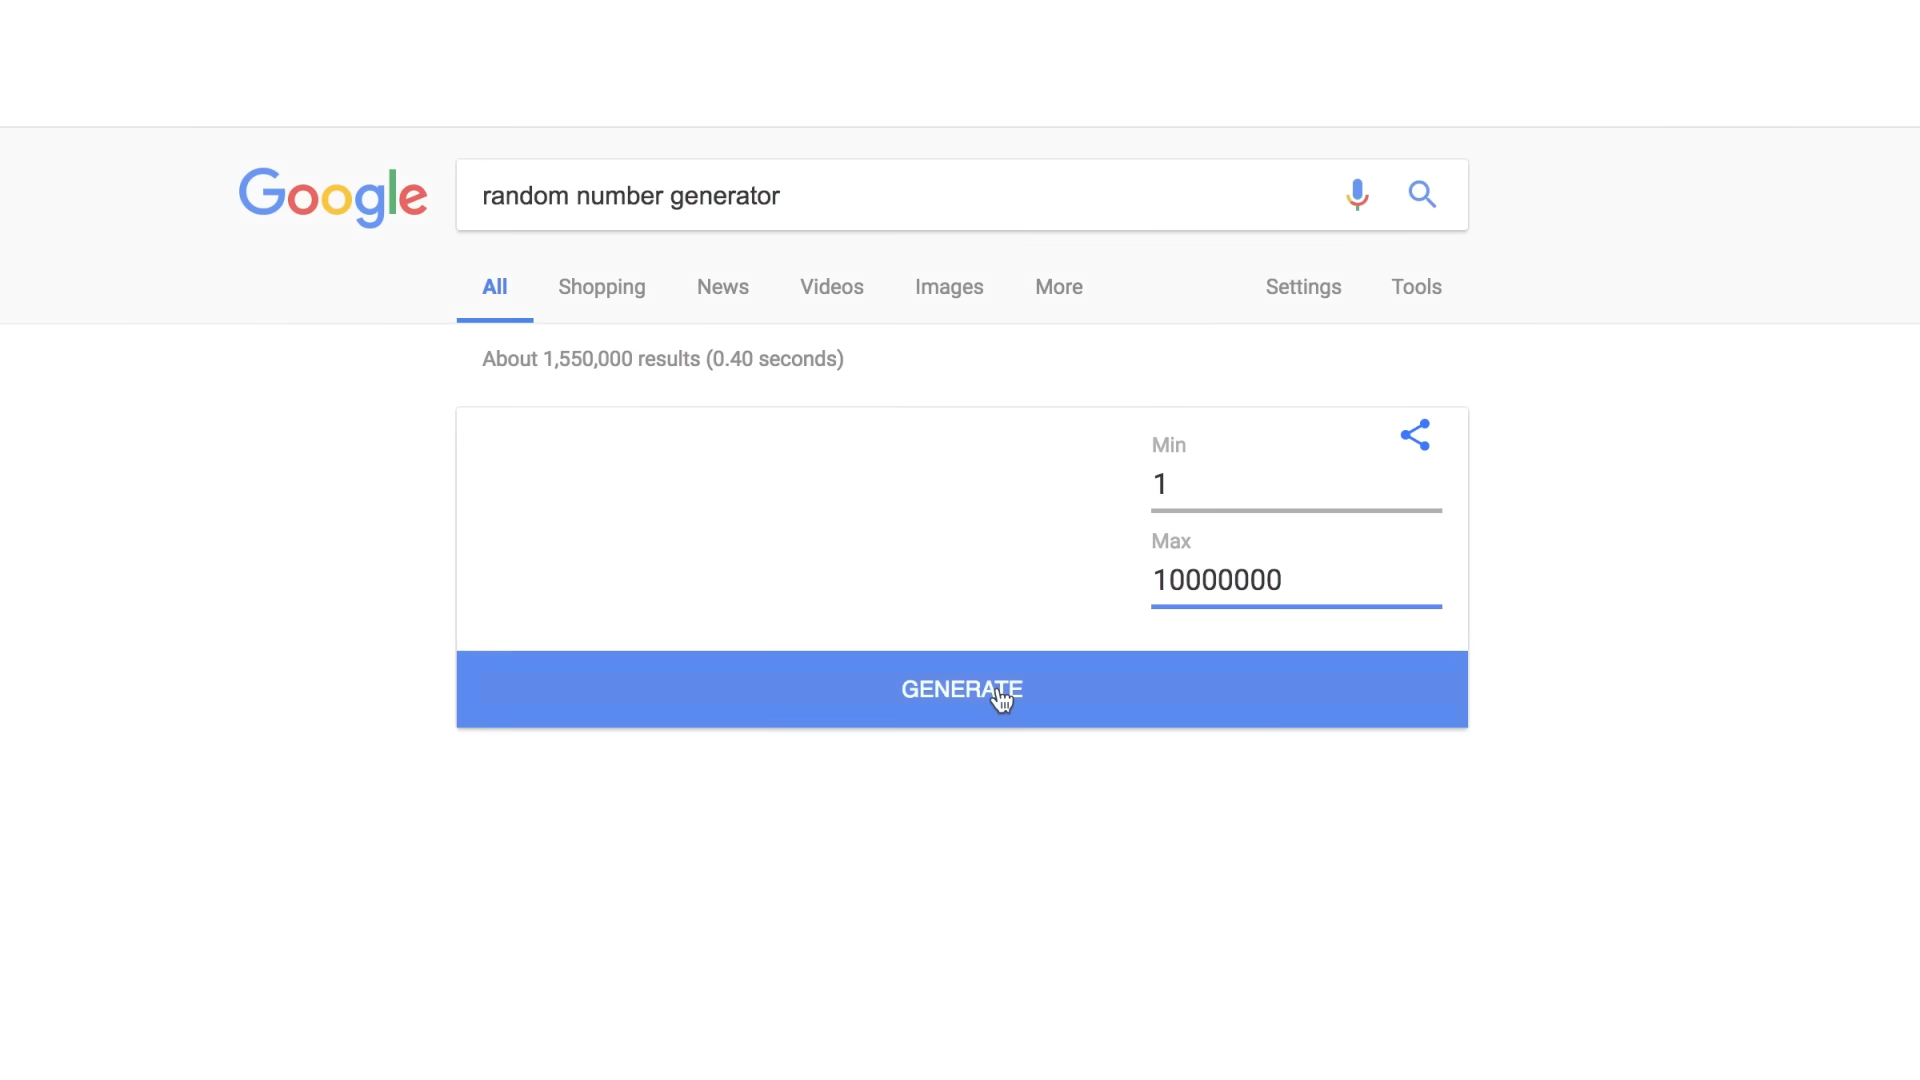 Google
random number generator
All Shopping News Videos Images More Settings Tools
About 1,550,000 results (0.40 seconds)
Min
1
Max
10000000
GENERATE